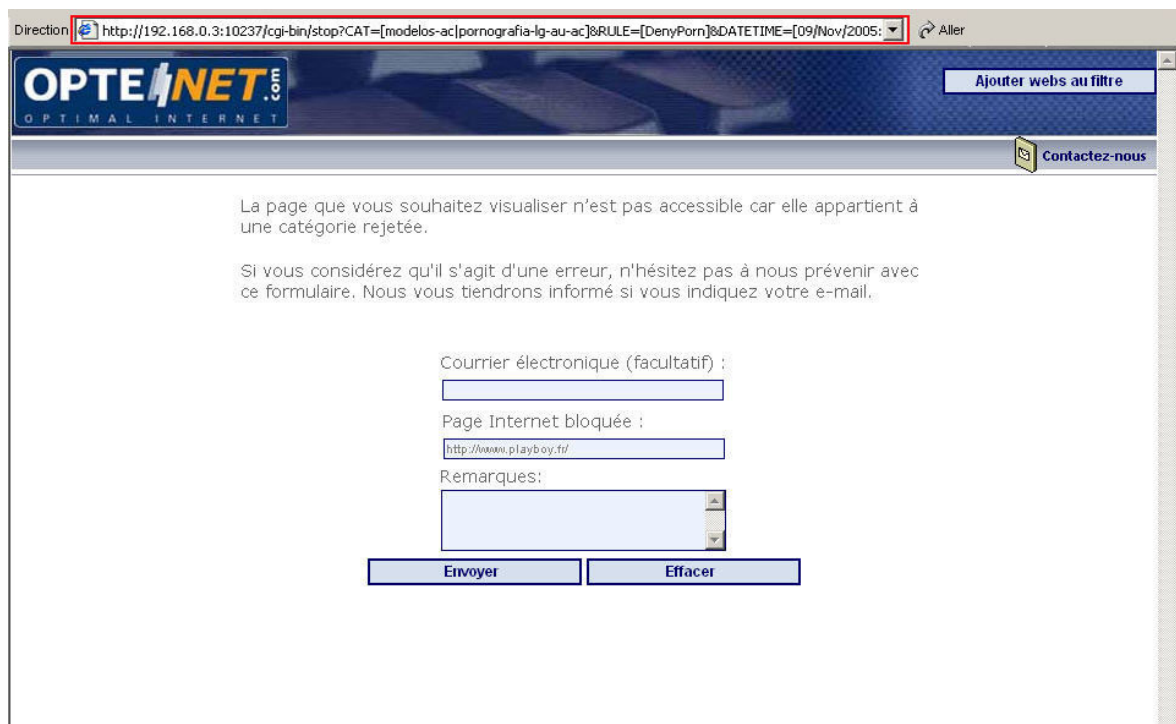 Direction http://192.168.0.3:10237/cgi-bin/stop?CAT=[modelos-ac|pornografia-lg-au-ac]&RULE=[DenyPorn]&DATETIME=[09/Nov/2005: Aller
OPTENET.com
OPTIMAL INTERNET
Ajouter webs au filtre
Contactez-nous
La page que vous souhaitez visualiser n'est pas accessible car elle appartient à
une catégorie rejetée.
Si vous considérez qu'il s'agit d'une erreur, n'hésitez pas à nous prévenir avec
ce formulaire. Nous vous tiendrons informé si vous indiquez votre e-mail.
Courrier électronique (facultatif) :
Page Internet bloquée :
http://www.playboy.fr/
Remarques:
Envoyer Effacer